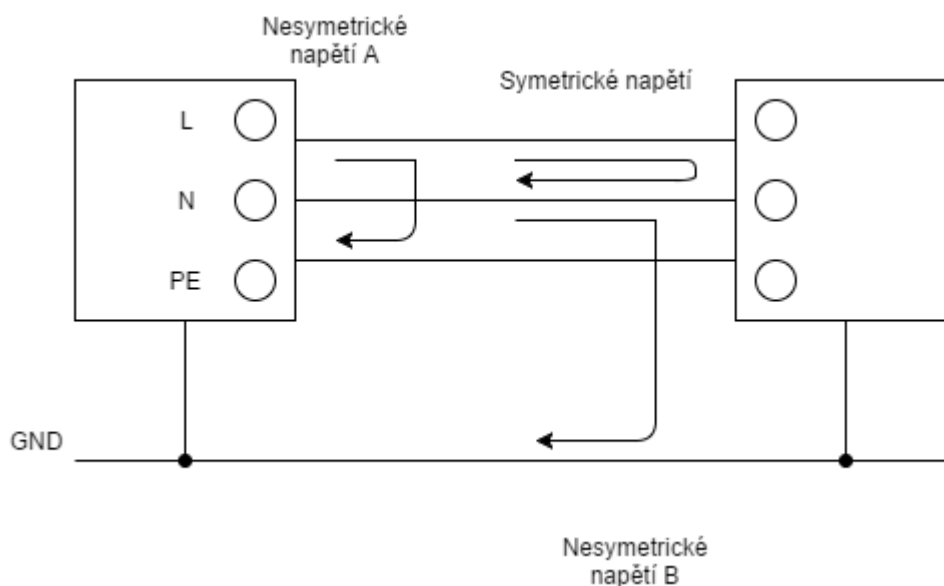 Nesymetrické
napětí A
Symetrické napětí
L
N
PE
GND
Nesymetrické
napětí B